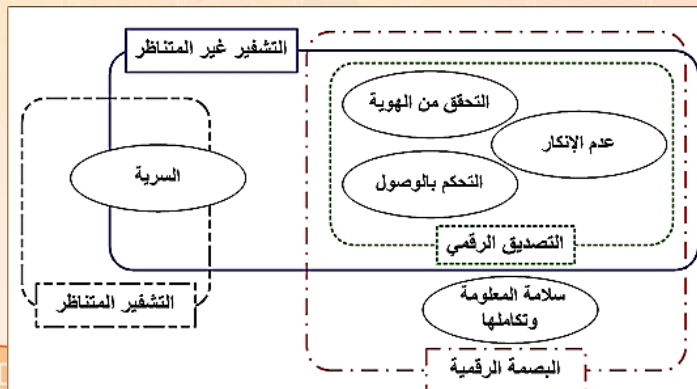 التشفير غير المتناظر
التحقق من الهوية
عدم الإنكار
السرية
التحكم بالوصول
التصديق الرقمي
التشفير المتناظر
سلامة المعلومة
وتكاملها
البصمة الرقمية